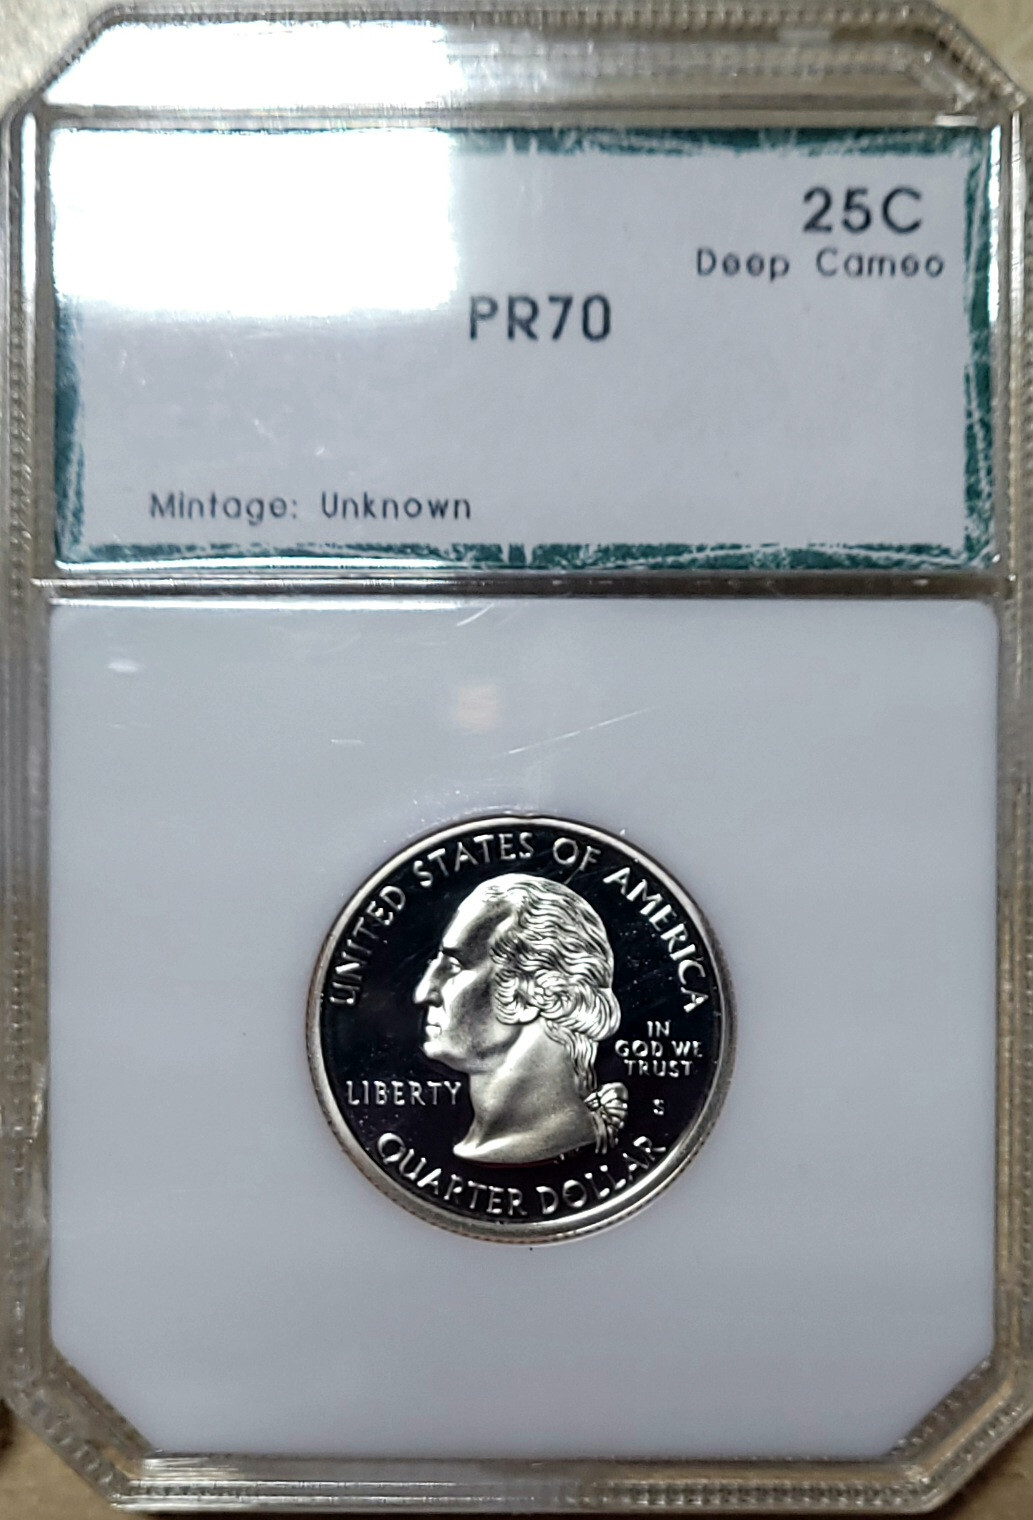 25C
Deep Cameo
PR70
Mintage: Unknown
UNITED STATES OF AMERICA
IN
GOD WE
TRUST
LIBERTY
S
QUARTER DOLLAR